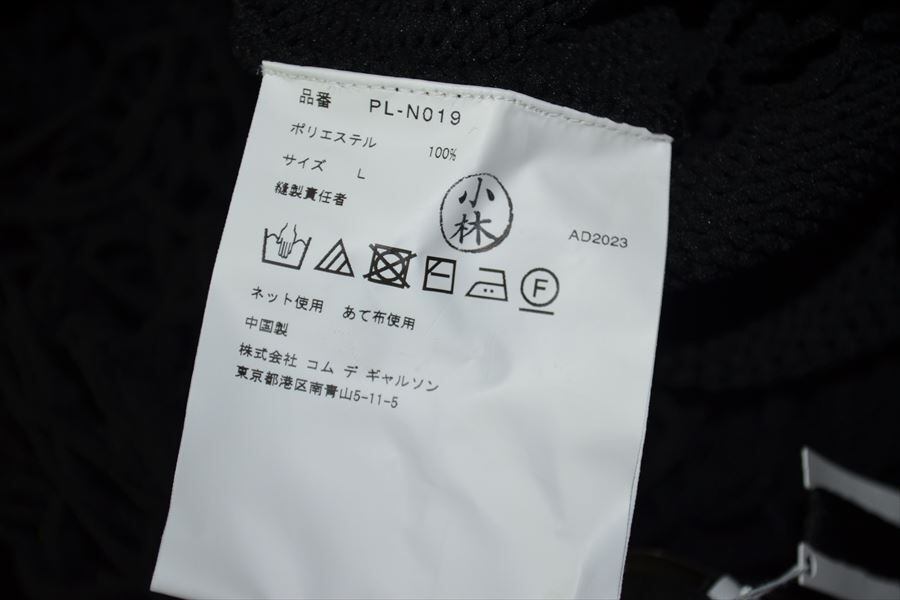 品番 PL-N019
ポリエステル 100%
サイズ L
縫製責任者
小林
AD2023
F
ネット使用 あて布使用
中国製
株式会社 コム デ ギャルソン
東京都港区南青山5-11-5